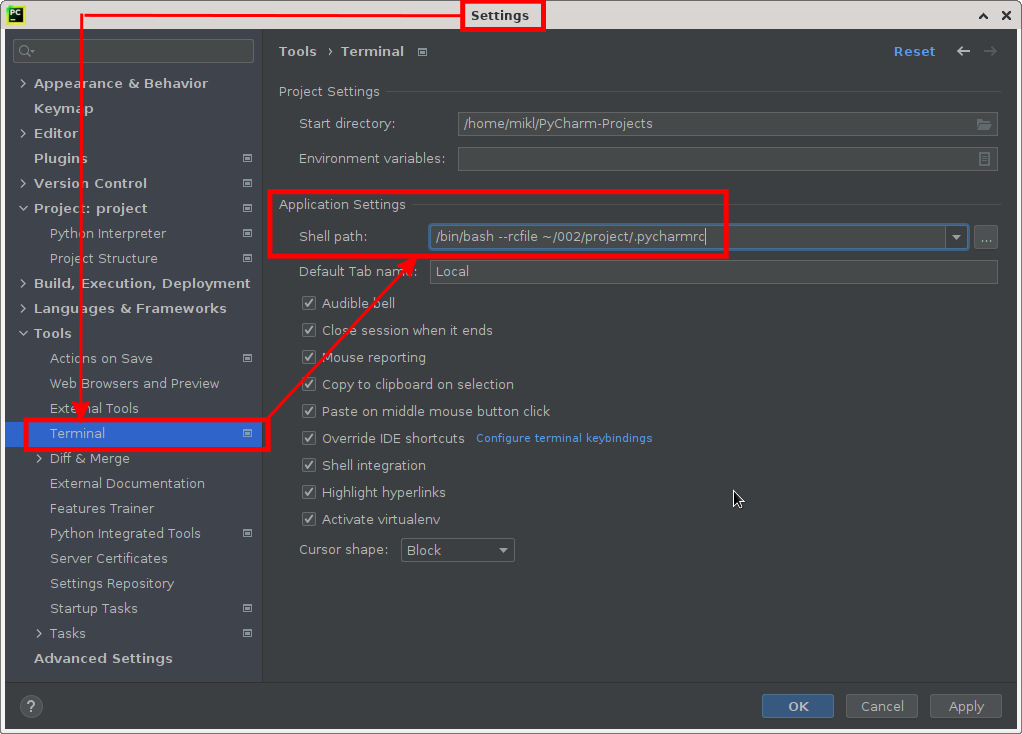 PC
Settings
Appearance & Behavior
Keymap
Editor
Plugins
Version Control
Project: project
Python Interpreter
Project Structure
Build, Execution, Deployment
Languages & Frameworks
Tools
Actions on Save
Web Browsers and Preview
External Tools
Terminal
Diff & Merge
External Documentation
Features Trainer
Python Integrated Tools
Server Certificates
Settings Repository
Startup Tasks
Tasks
Advanced Settings
Tools › Terminal
Reset
Project Settings
Start directory: /home/mikl/PyCharm-Projects
Environment variables:
Application Settings
Shell path: /bin/bash --rcfile ~/002/project/.pycharmrc ...
Default Tab name: Local
Audible bell
Close session when it ends
Mouse reporting
Copy to clipboard on selection
Paste on middle mouse button click
Override IDE shortcuts Configure terminal keybindings
Shell integration
Highlight hyperlinks
Activate virtualenv
Cursor shape: Block
? OK Cancel Apply